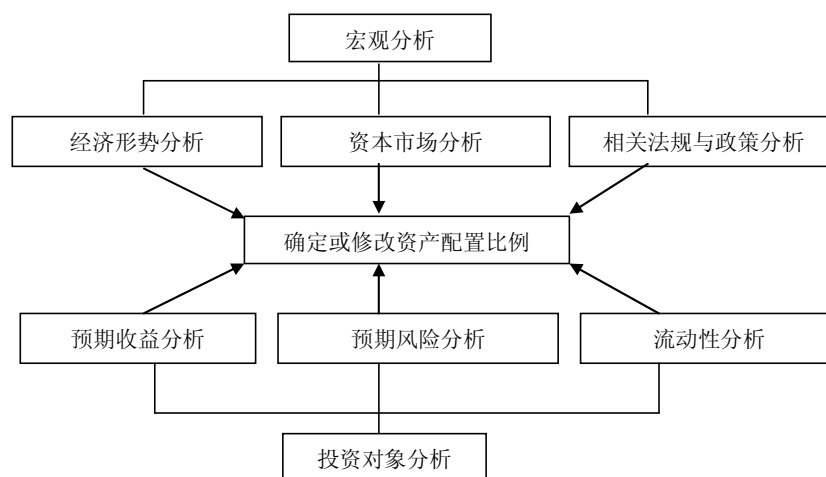 宏观分析
经济形势分析
资本市场分析
相关法规与政策分析
确定或修改资产配置比例
预期收益分析
预期风险分析
流动性分析
投资对象分析